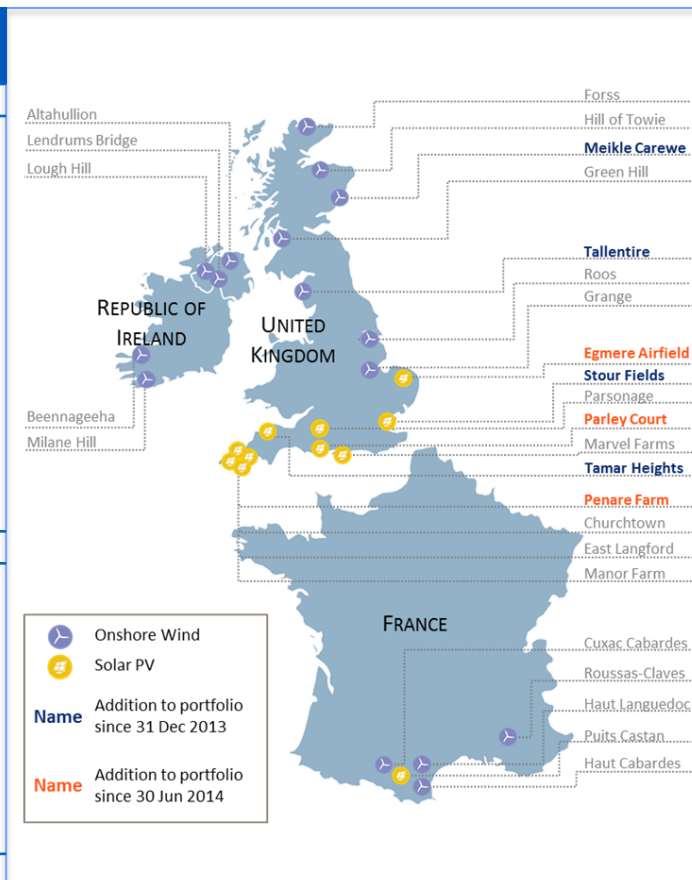 Forss
Altahullion
Hill of Towie
Lendrums Bridge
Meikle Carewe
Lough Hill
Green Hill
Tallentire
Roos
Grange
REPUBLIC OF
IRELAND
UNITED
KINGDOM
Egmere Airfield
Stour Fields
Parsonage
Beennageeha
Parley Court
Milane Hill
Marvel Farms
Tamar Heights
Penare Farm
Churchtown
East Langford
Manor Farm
FRANCE
Onshore Wind
Solar PV
Name
Addition to portfolio
since 31 Dec 2013
Name
Addition to portfolio
since 30 Jun 2014
Cuxac Cabardes
Roussas-Claves
Haut Languedoc
Puits Castan
Haut Cabardes